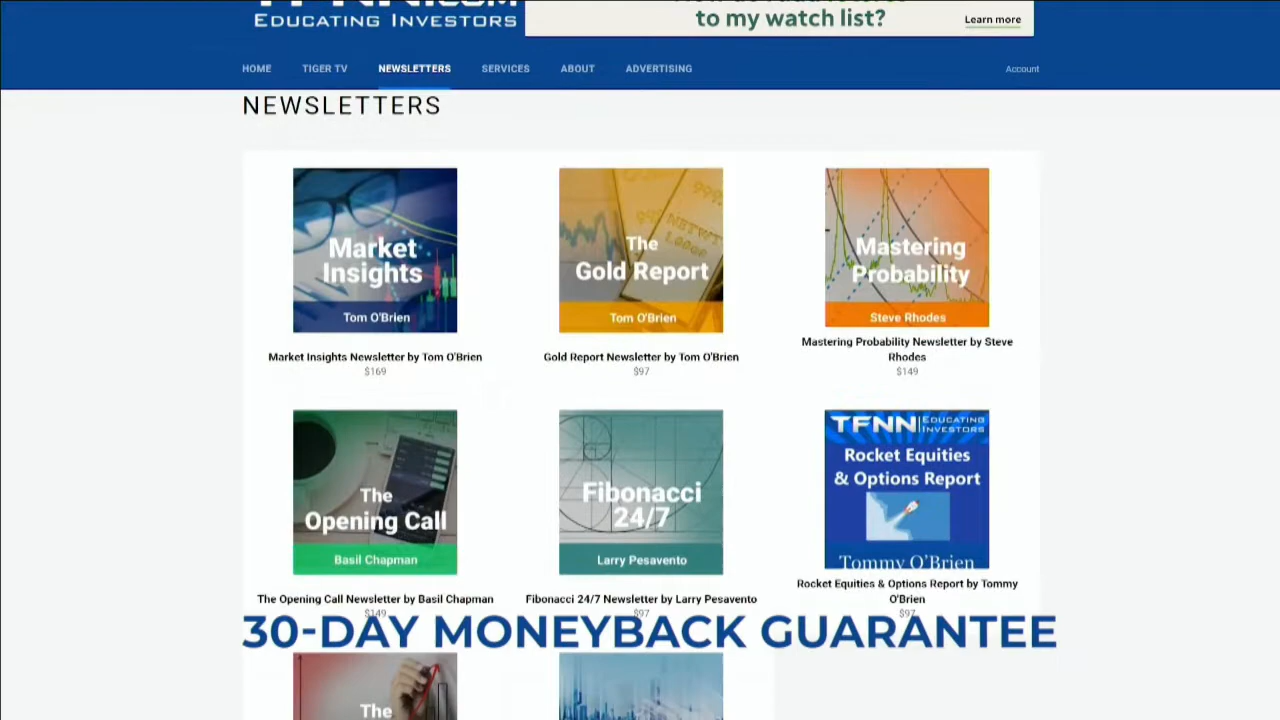 EDUCATING INVESTORS
to my watch list?
Learn more
HOME TIGER TV NEWSLETTERS SERVICES ABOUT ADVERTISING Account
NEWSLETTERS
Market
Insights
Tom O'Brien
The
Gold Report
Tom O'Brien
Mastering
Probability
Steve Rhodes
Market Insights Newsletter by Tom O'Brien
$169
Gold Report Newsletter by Tom O'Brien
$97
Mastering Probability Newsletter by Steve
Rhodes
$149
The
Opening Call
Basil Chapman
Fibonacci
24/7
Larry Pesavento
TFNN EDUCATING
INVESTORS
Rocket Equities
& Options Report
Tommy O'Brien
The Opening Call Newsletter by Basil Chapman
$149
Fibonacci 24/7 Newsletter by Larry Pesavento
$97
Rocket Equities & Options Report by Tommy
O'Brien
$97
30-DAY MONEYBACK GUARANTEE
The